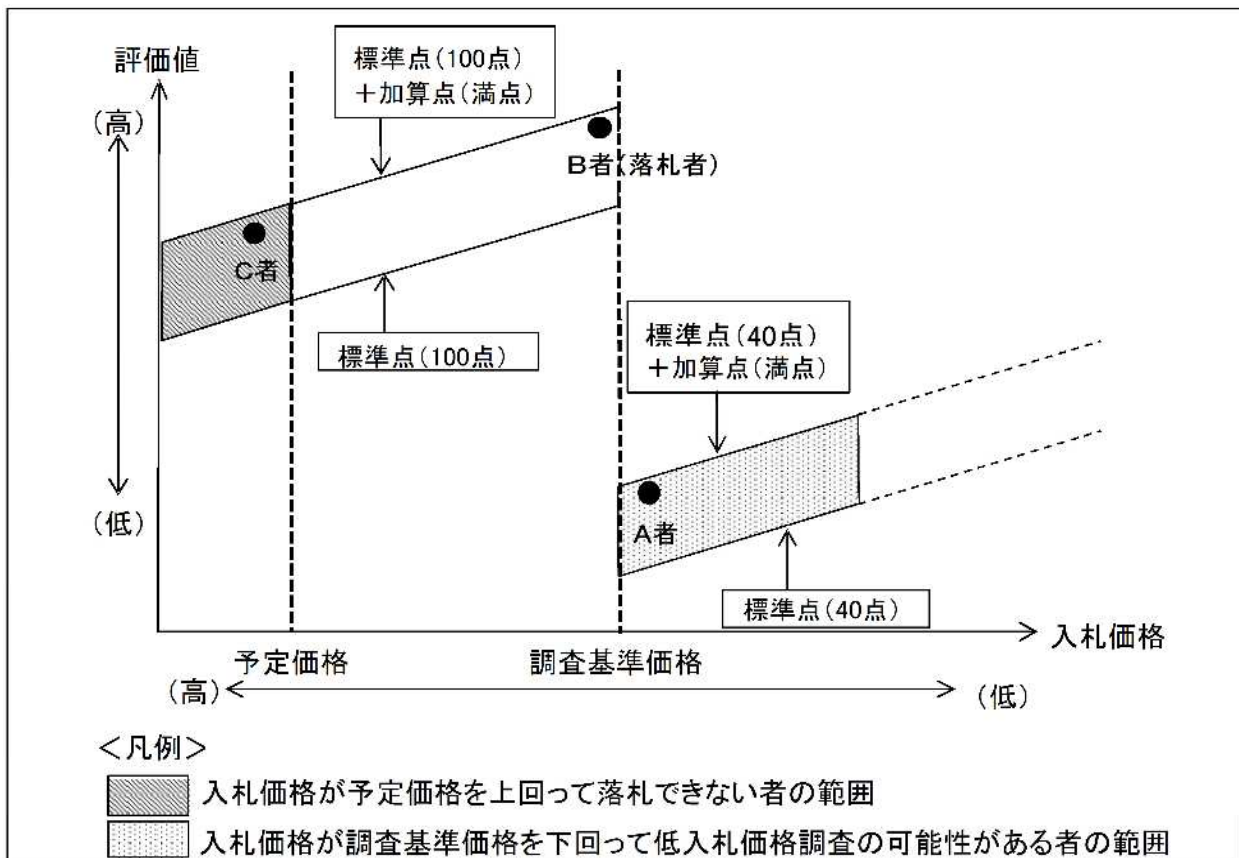 評価値
標準点(100点)
+加算点(満点)
(高)
B者(落札者)
C者
標準点(100点)
標準点(40点)
+加算点(満点)
A者
(低)
標準点(40点)
入札価格
予定価格
調査基準価格
(高)
(低)
<凡例>
入札価格が予定価格を上回って落札できない者の範囲
入札価格が調査基準価格を下回って低入札価格調査の可能性がある者の範囲